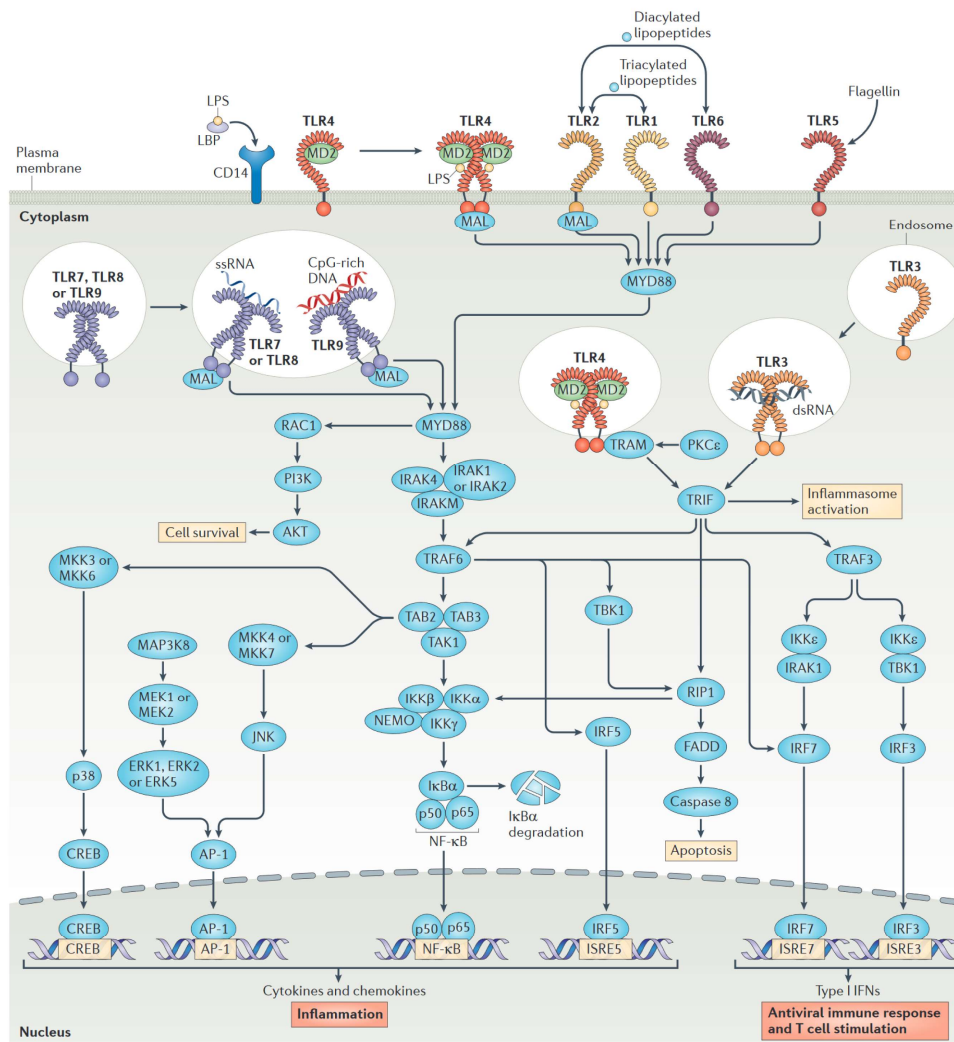 Diacylated
lipopeptides
Triacylated
lipopeptides
LPS
LBP
CD14
TLR4
MD2
TLR4
MD2 MD2
LPS
TLR2
TLR1
TLR6
TLR5
Flagellin
Plasma
membrane
Cytoplasm
MAL
MAL
MYD88
Endosome
TLR3
TLR7, TLR8
or TLR9
ssRNA
CpG-rich
DNA
TLR7
or TLR8
TLR9
MAL
MAL
TLR4
MD2 MD2
TLR3
dsRNA
RAC1
MYD88
TRAM
PKCε
PI3K
IRAK4
IRAK1
or IRAK2
IRAKM
TRIF
Inflammasome
activation
Cell survival
AKT
MKK3 or
MKK6
TRAF6
TRAF3
TBK1
TAB2
TAB3
TAK1
MAP3K8
MKK4 or
MKK7
IKKε
IRAK1
IKKε
TBK1
MEK1 or
MEK2
IKKβ
IKKα
NEMO
IKKγ
RIP1
JNK
IRF5
FADD
IRF7
IRF3
p38
ERK1, ERK2
or ERK5
IκBα
p50
p65
NF-κB
IκBα
degradation
Caspase 8
CREB
AP-1
Apoptosis
CREB
CREB
AP-1
AP-1
p50
p65
NF-κB
IRF5
ISRE5
IRF7
ISRE7
IRF3
ISRE3
Cytokines and chemokines
Inflammation
Type I IFNs
Antiviral immune response
and T cell stimulation
Nucleus